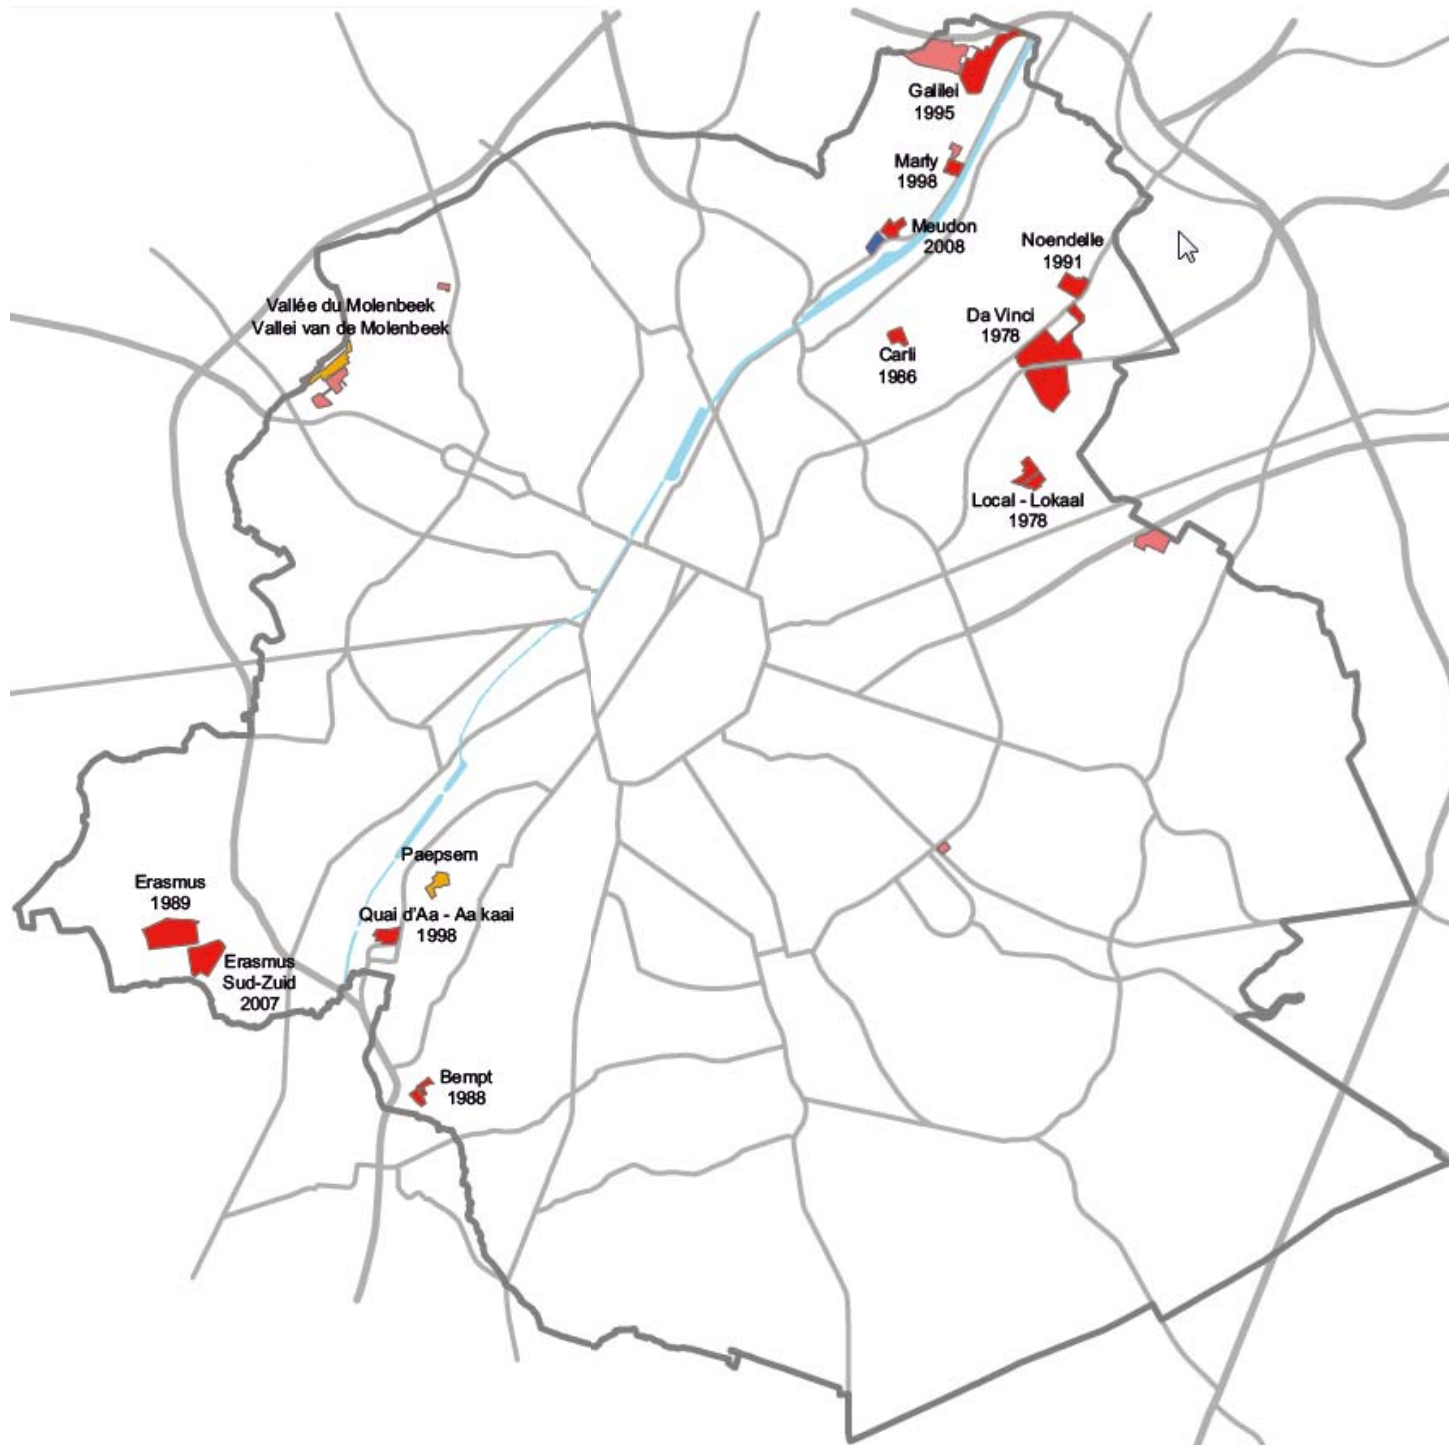 Galilei
1995
Marly
1998
Meudon
2008
Noendelle
1991
Vallée du Molenbeek
Vallei van de Molenbeek
Da Vinci
1978
Carli
1986
Local - Lokaal
1978
Paepsem
Erasmus
1989
Quai d'Aa - Aa kaai
1998
Erasmus
Sud-Zuid
2007
Bempt
1988